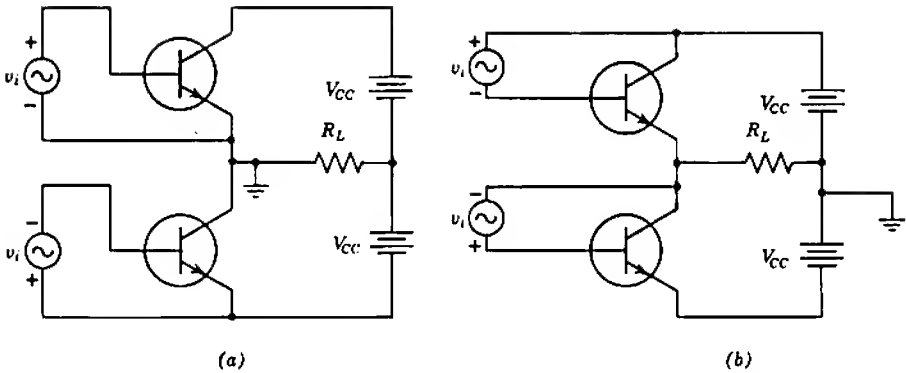 +
v_i
−
V_CC
R_L
−
v_i
+
V_CC
(a)
+
v_i
−
V_CC
R_L
−
v_i
+
V_CC
(b)